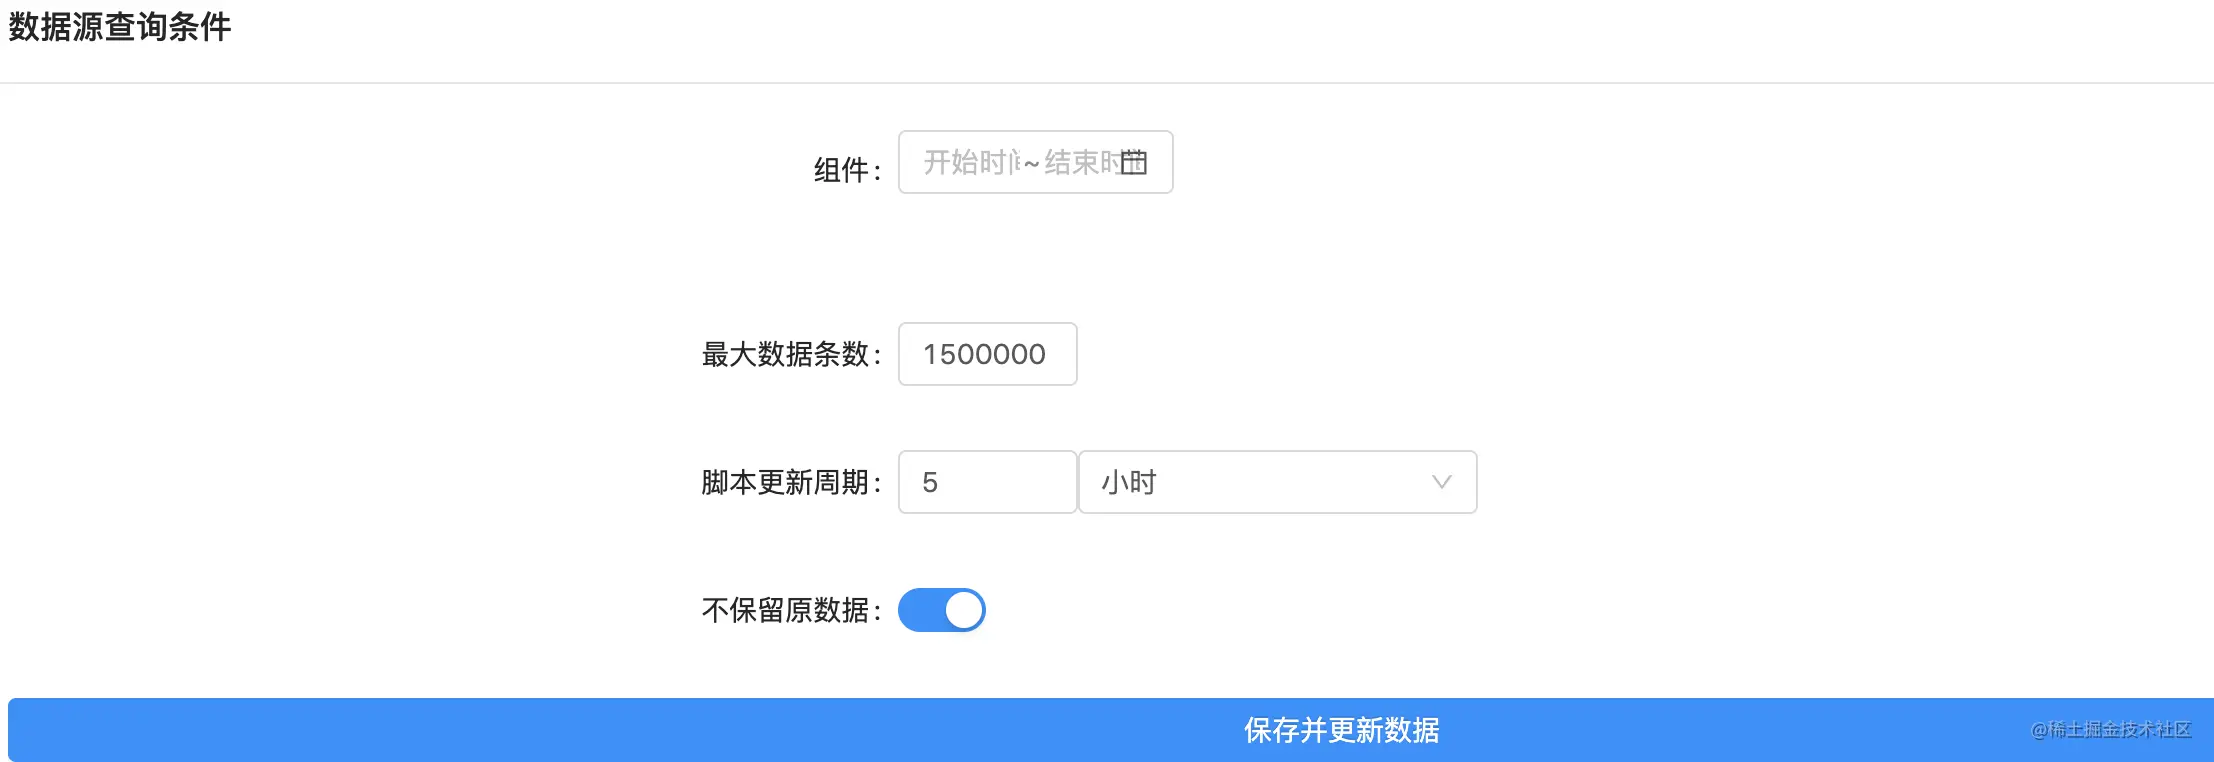 数据源查询条件
组件：
开始时间~结束时
最大数据条数：
1500000
脚本更新周期：
5
小时
不保留原数据：
保存并更新数据
@稀土掘金技术社区